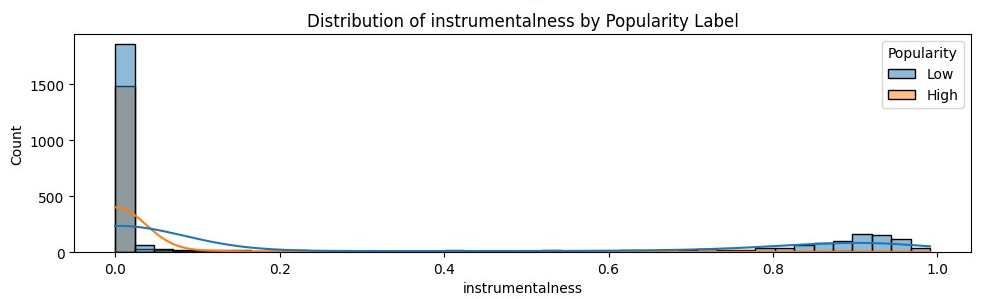 Distribution of instrumentalness by Popularity Label
Popularity
Low
High
Count
1500
1000
500
0
0.0 0.2 0.4 0.6 0.8 1.0
instrumentalness